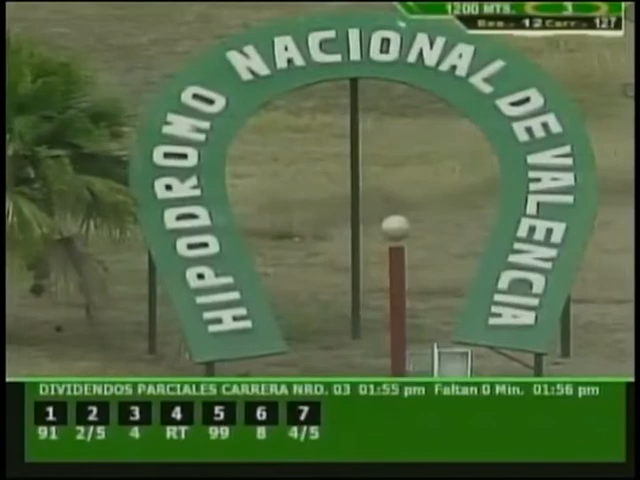 1200 MTS. 1
Reu. - 12 Carr - 127
HIPODROMO NACIONAL DE VALENCIA
DIVIDENDOS PARCIALES CARRERA NRO. 03 01:55 pm Faltan 0 Min. 01:56 pm
1 2 3 4 5 6 7
91 2/5 4 RT 99 8 4/5